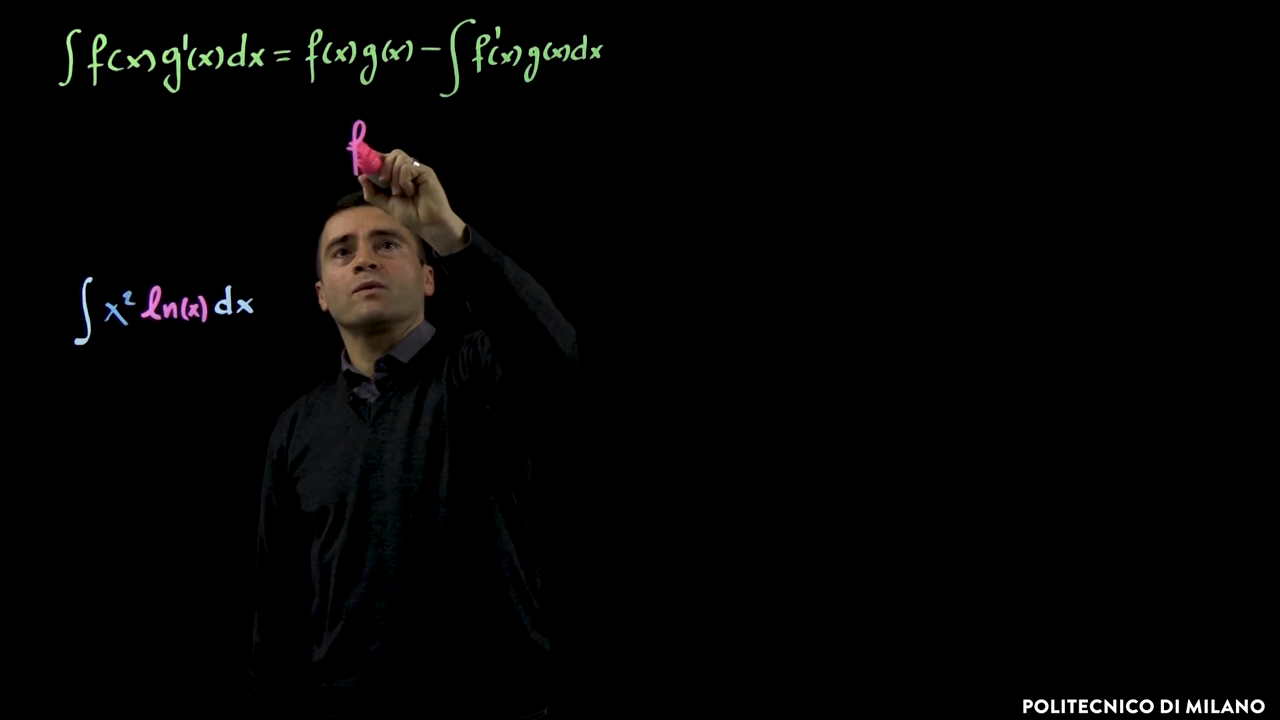 ∫ f(x) g'(x) dx = f(x) g(x) - ∫ f'(x) g(x) dx
f
∫ x² ln(x) dx
POLITECNICO DI MILANO